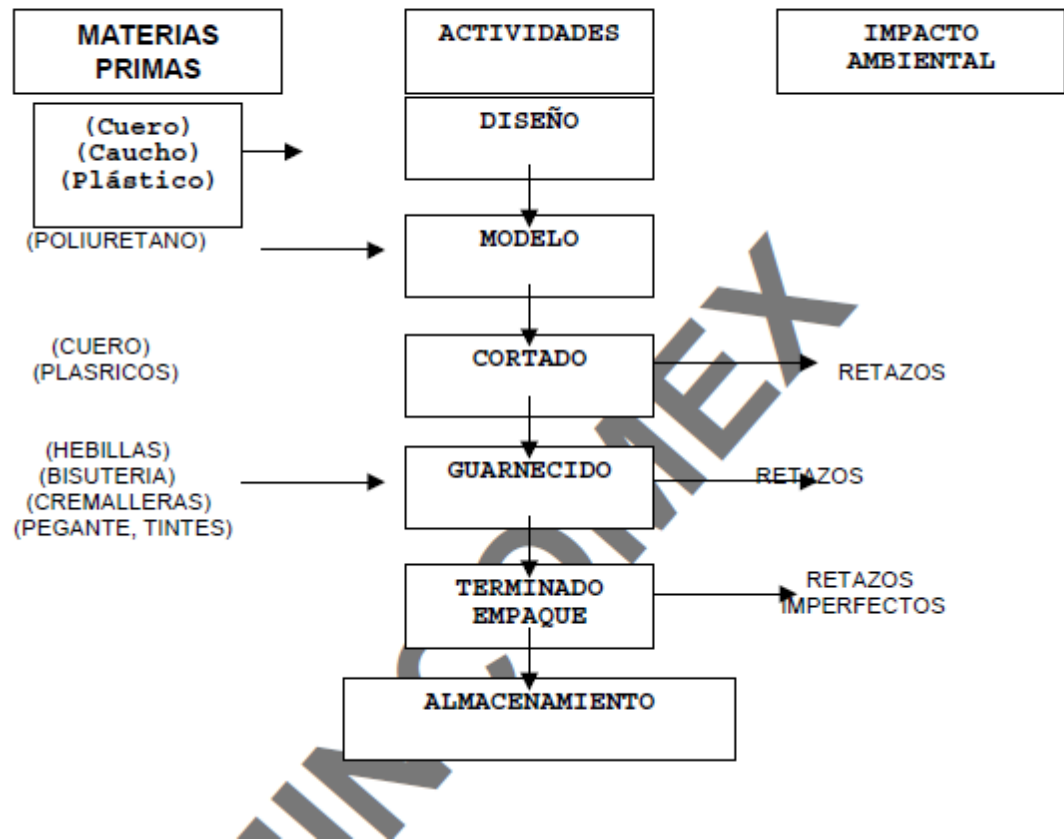 MATERIAS
PRIMAS
ACTIVIDADES
IMPACTO
AMBIENTAL
(Cuero)
(Caucho)
(Plástico)
DISEÑO
(POLIURETANO)
MODELO
(CUERO)
(PLASRICOS)
CORTADO
RETAZOS
(HEBILLAS)
(BISUTERIA)
(CREMALLERAS)
(PEGANTE, TINTES)
GUARNECIDO
RETAZOS
TERMINADO
EMPAQUE
RETAZOS
IMPERFECTOS
ALMACENAMIENTO